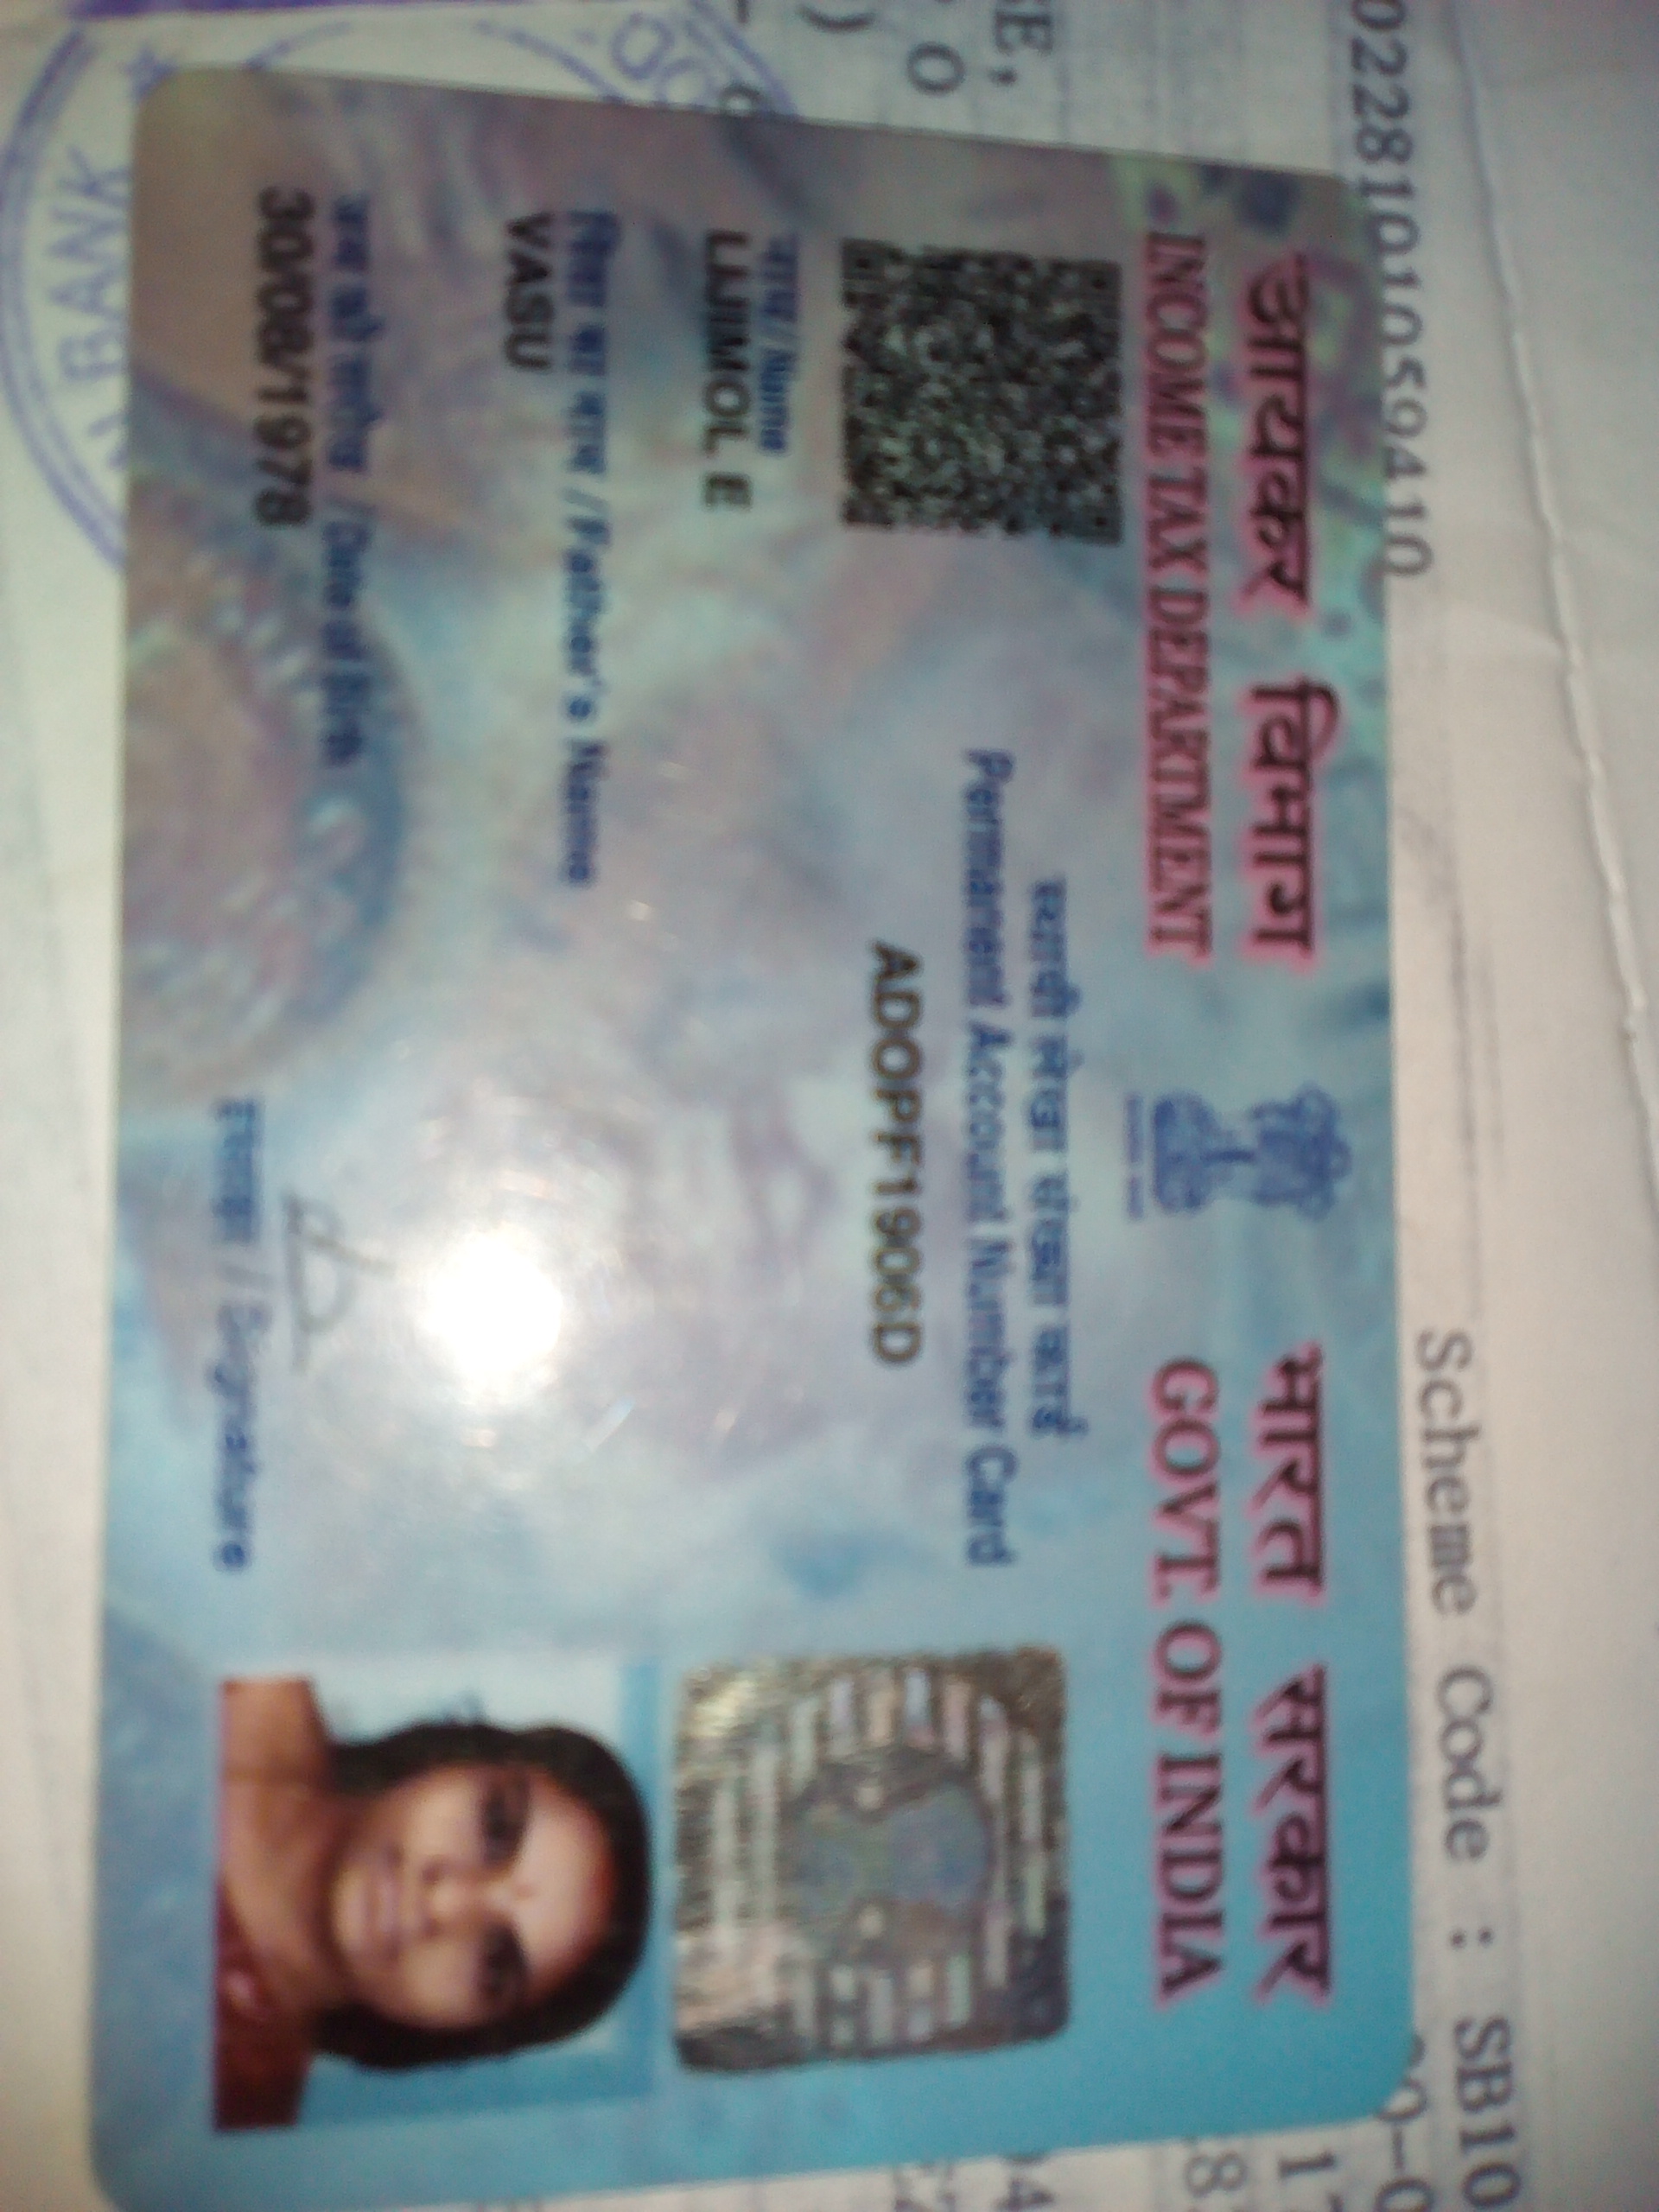 आयकर विभाग
INCOME TAX DEPARTMENT
भारत सरकार
GOVT. OF INDIA
स्थायी लेखा संख्या कार्ड
Permanent Account Number Card
ADOPF1906D
नाम / Name
LIJIMOL E
पिता का नाम / Father's Name
VASU
जन्म की तारीख / Date of Birth
30/08/1978
हस्ताक्षर / Signature
0228101059410
Scheme Code : SB10
BANK